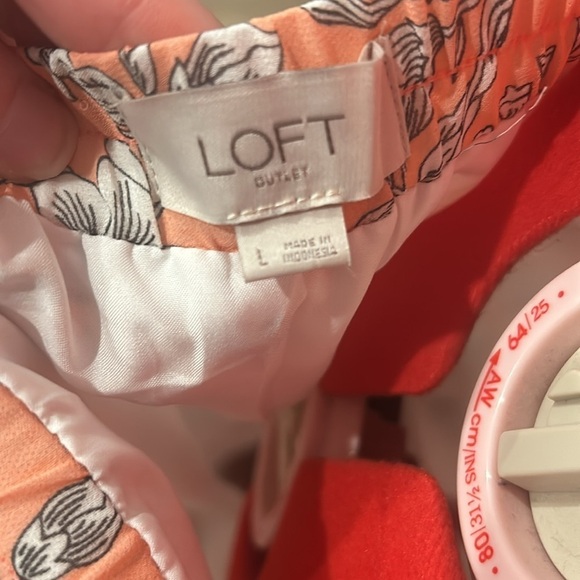 LOFT
OUTLET
L
MADE IN
INDONESIA
64/25 •
◄AW cm/INS
• 80/31½